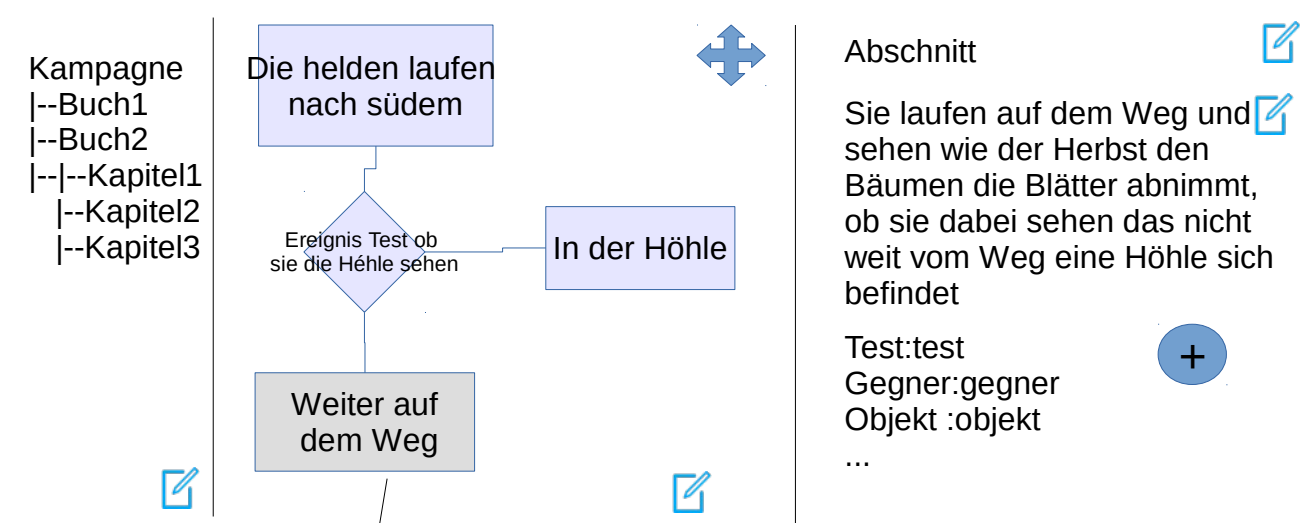 Kampagne
|--Buch1
|--Buch2
|--|--Kapitel1
|--Kapitel2
|--Kapitel3
Die helden laufen
nach südem
Ereignis Test ob
sie die Héhle sehen
In der Höhle
Weiter auf
dem Weg
Abschnitt
Sie laufen auf dem Weg und
sehen wie der Herbst den
Bäumen die Blätter abnimmt,
ob sie dabei sehen das nicht
weit vom Weg eine Höhle sich
befindet
Test:test
Gegner:gegner
Objekt :objekt
...
+